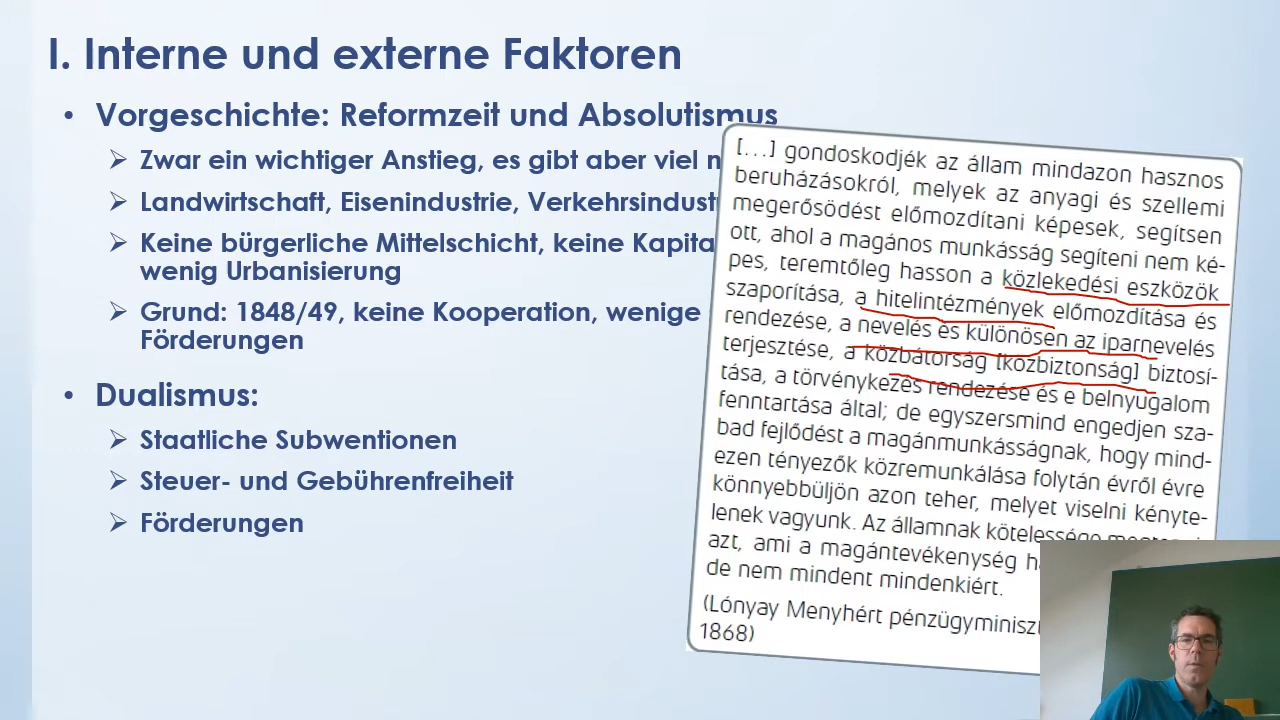 I. Interne und externe Faktoren
• Vorgeschichte: Reformzeit und Absolutismus
➢ Zwar ein wichtiger Anstieg, es gibt aber viel
➢ Landwirtschaft, Eisenindustrie,
➢ Keine bürgerliche Mittelschicht, keine
wenig Urbanisierung
➢ Grund: 1848/49, keine Kooperation, wenige
Förderungen
• Dualismus:
➢ Staatliche Subwentionen
➢ Steuer- und Gebührenfreiheit
➢ Förderungen
[...] gondoskodjék az állam mindazon hasznos
beruházásokról, melyek az anyagi és szellemi
megerősödést előmozdítani képesek, segítsen
ott, ahol a magános munkásság segíteni nem ké-
pes, teremtőleg hasson a közlekedési eszközök
szaporítása, a hitelintézmények előmozdítása és
rendezése, a nevelés és különösen az iparnevelés
terjesztése, a közbátorság [közbiztonság] biztosí-
tása, a törvénykezés rendezése és e belnyugalom
fenntartása által; de egyszersmind engedjen sza-
bad fejlődést a magánmunkásságnak, hogy mind-
ezen tényezők közremunkálása folytán évről évre
könnyebbüljön azon teher, melyet viselni kényte-
lenek vagyunk. Az államnak kötelessége
azt, ami a magántevékenység
de nem mindent mindenkiért.
(Lónyay Menyhért
1868)